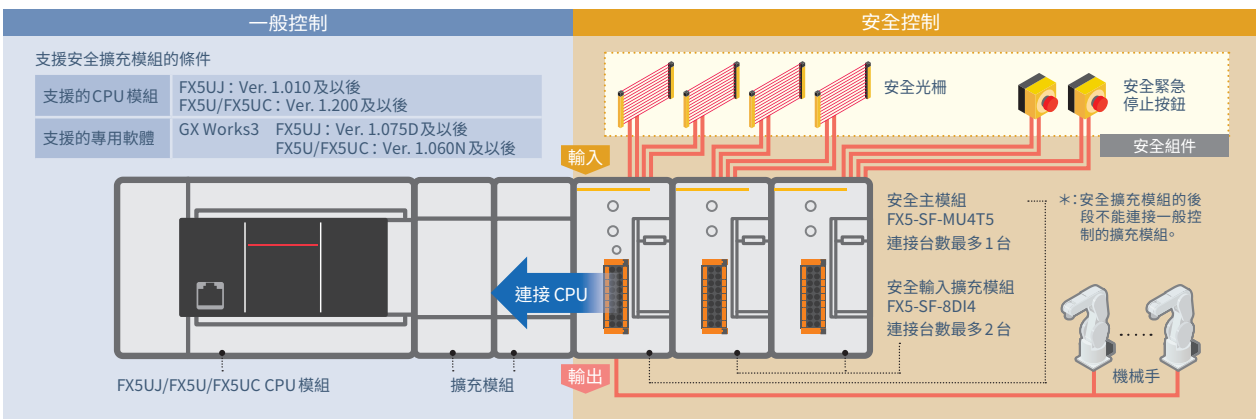 一般控制
安全控制
支援安全擴充模組的條件
支援的CPU模組
FX5UJ：Ver. 1.010及以後
FX5U/FX5UC：Ver. 1.200及以後
支援的專用軟體
GX Works3 FX5UJ：Ver. 1.075D及以後
FX5U/FX5UC：Ver. 1.060N及以後
安全光柵
安全緊急
停止按鈕
安全組件
輸入
安全主模組
FX5-SF-MU4T5
連接台數最多1台
＊：安全擴充模組的後
段不能連接一般控
制的擴充模組。
連接 CPU
安全輸入擴充模組
FX5-SF-8DI4
連接台數最多2台
輸出
機械手
FX5UJ/FX5U/FX5UC CPU模組
擴充模組